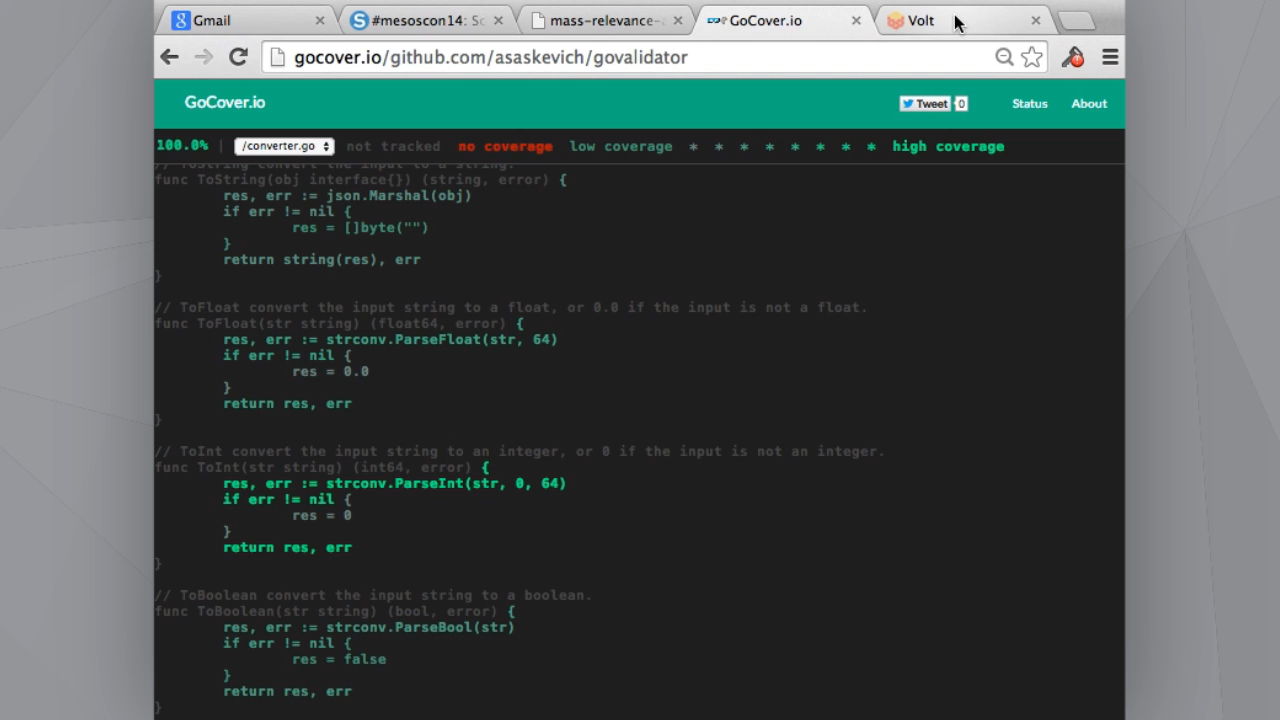 Gmail
#mesoscon14: Sc
mass-relevance-
GoCover.io
Volt
gocover.io/github.com/asaskevich/govalidator
GoCover.io
Tweet 0
Status
About
100.0% | /converter.go not tracked no coverage low coverage * * * * * * * * high coverage
// ToString convert the input to a string.
func ToString(obj interface{}) (string, error) {
res, err := json.Marshal(obj)
if err != nil {
res = []byte("")
}
return string(res), err
}
// ToFloat convert the input string to a float, or 0.0 if the input is not a float.
func ToFloat(str string) (float64, error) {
res, err := strconv.ParseFloat(str, 64)
if err != nil {
res = 0.0
}
return res, err
}
// ToInt convert the input string to an integer, or 0 if the input is not an integer.
func ToInt(str string) (int64, error) {
res, err := strconv.ParseInt(str, 0, 64)
if err != nil {
res = 0
}
return res, err
}
// ToBoolean convert the input string to a boolean.
func ToBoolean(str string) (bool, error) {
res, err := strconv.ParseBool(str)
if err != nil {
res = false
}
return res, err
}